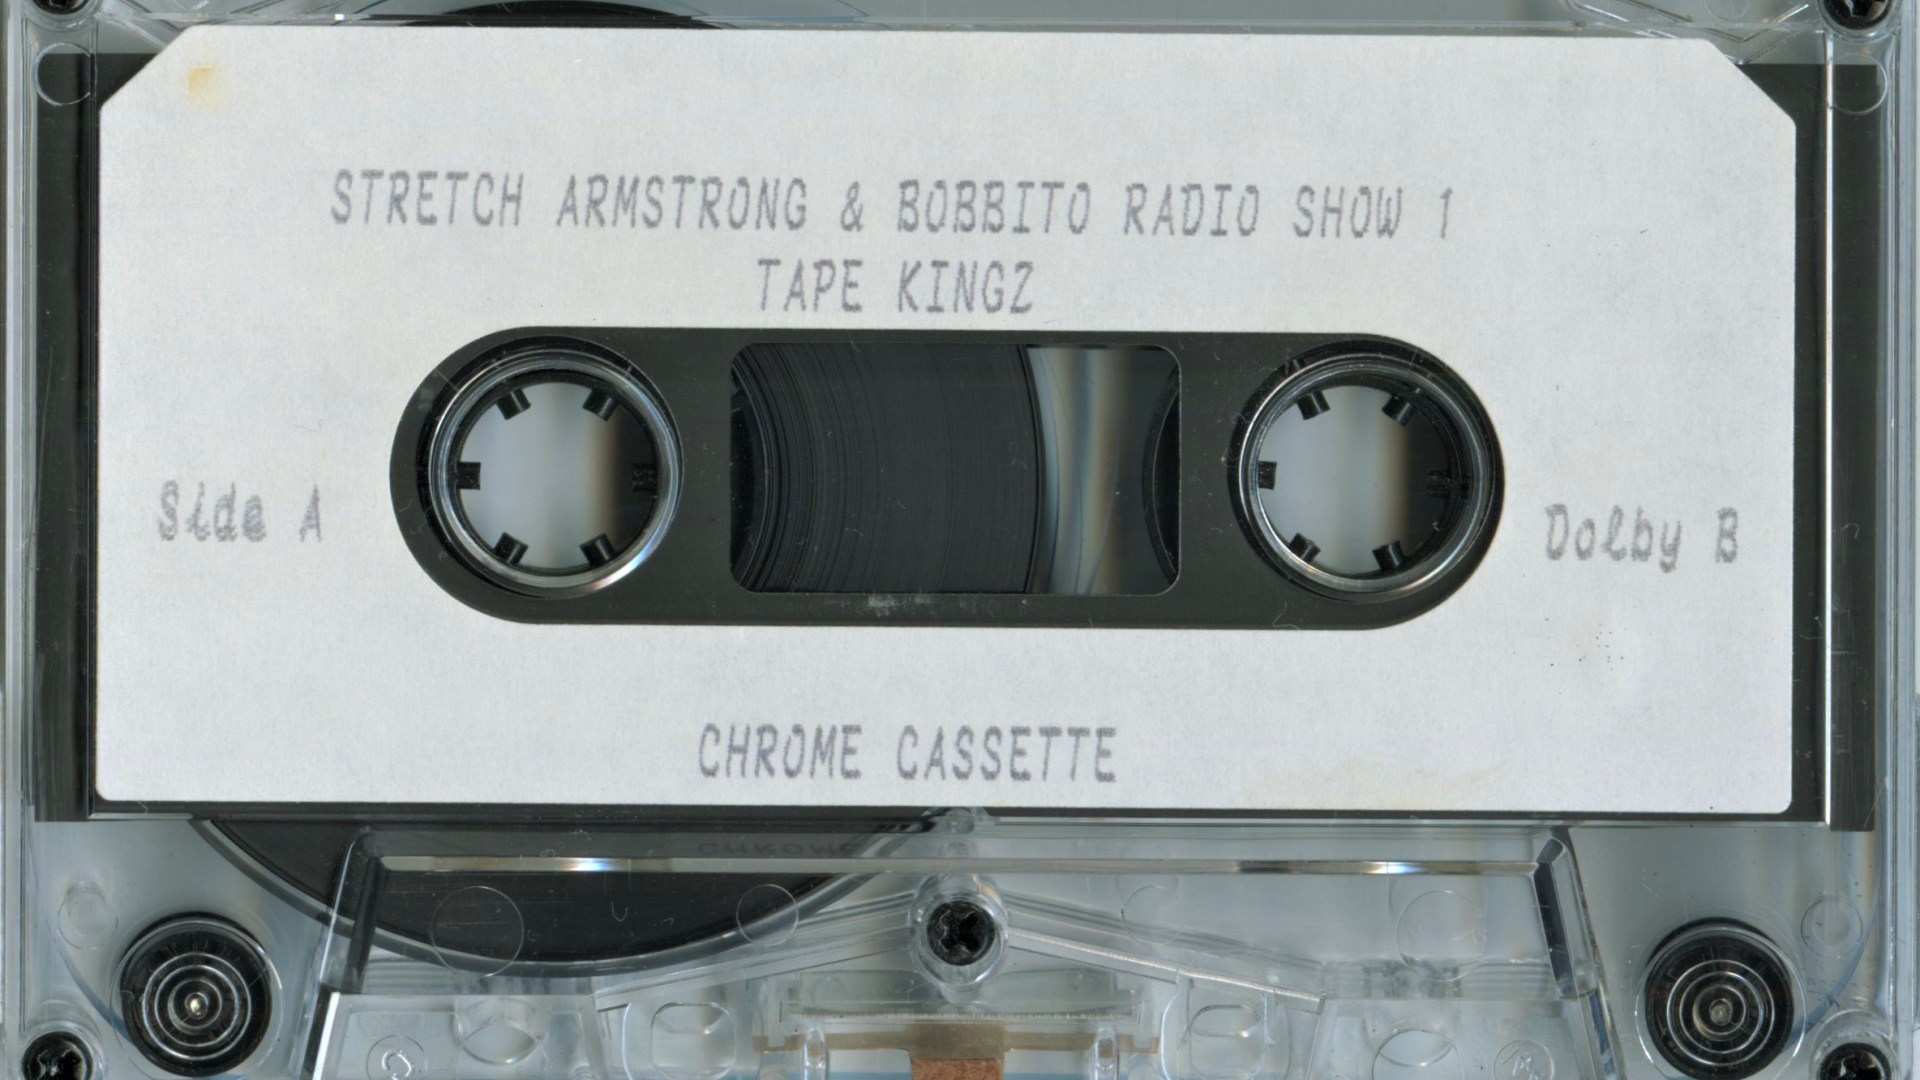 STRETCH ARMSTRONG & BOBBITO RADIO SHOW 1
TAPE KINGZ
Side A
Dolby B
CHROME CASSETTE